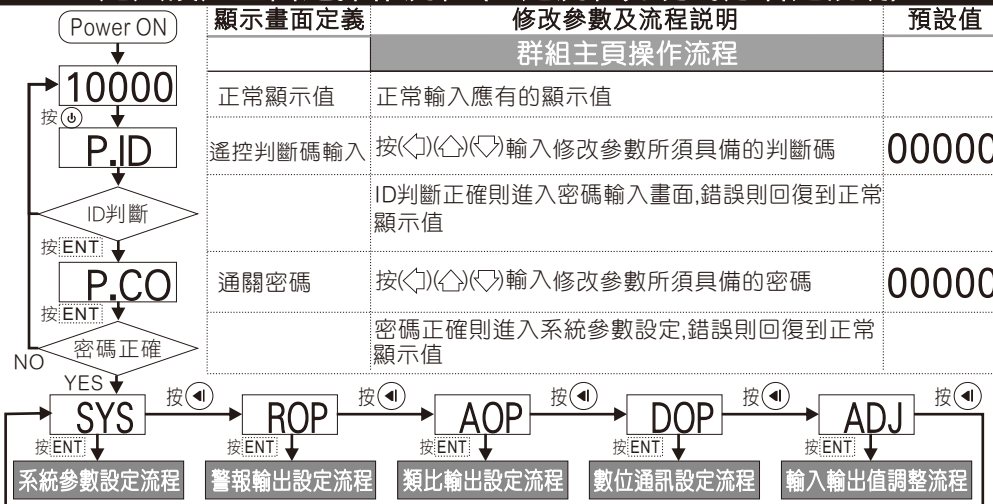 Power ON
顯示畫面定義 修改參數及流程説明 預設值
群組主頁操作流程
10000 正常顯示值 正常輸入應有的顯示值
按
P.ID 遙控判斷碼輸入 按()()()輸入修改參數所須具備的判斷碼 00000
ID判斷 ID判斷正確則進入密碼輸入畫面,錯誤則回復到正常
顯示值
按ENT
P.CO 通關密碼 按()()()輸入修改參數所須具備的密碼 00000
按ENT
密碼正確 密碼正確則進入系統參數設定,錯誤則回復到正常
顯示值
NO
YES
SYS 按 ROP 按 AOP 按 DOP 按 ADJ 按
按ENT 按ENT 按ENT 按ENT 按ENT
系統參數設定流程 警報輸出設定流程 類比輸出設定流程 數位通訊設定流程 輸入輸出值調整流程